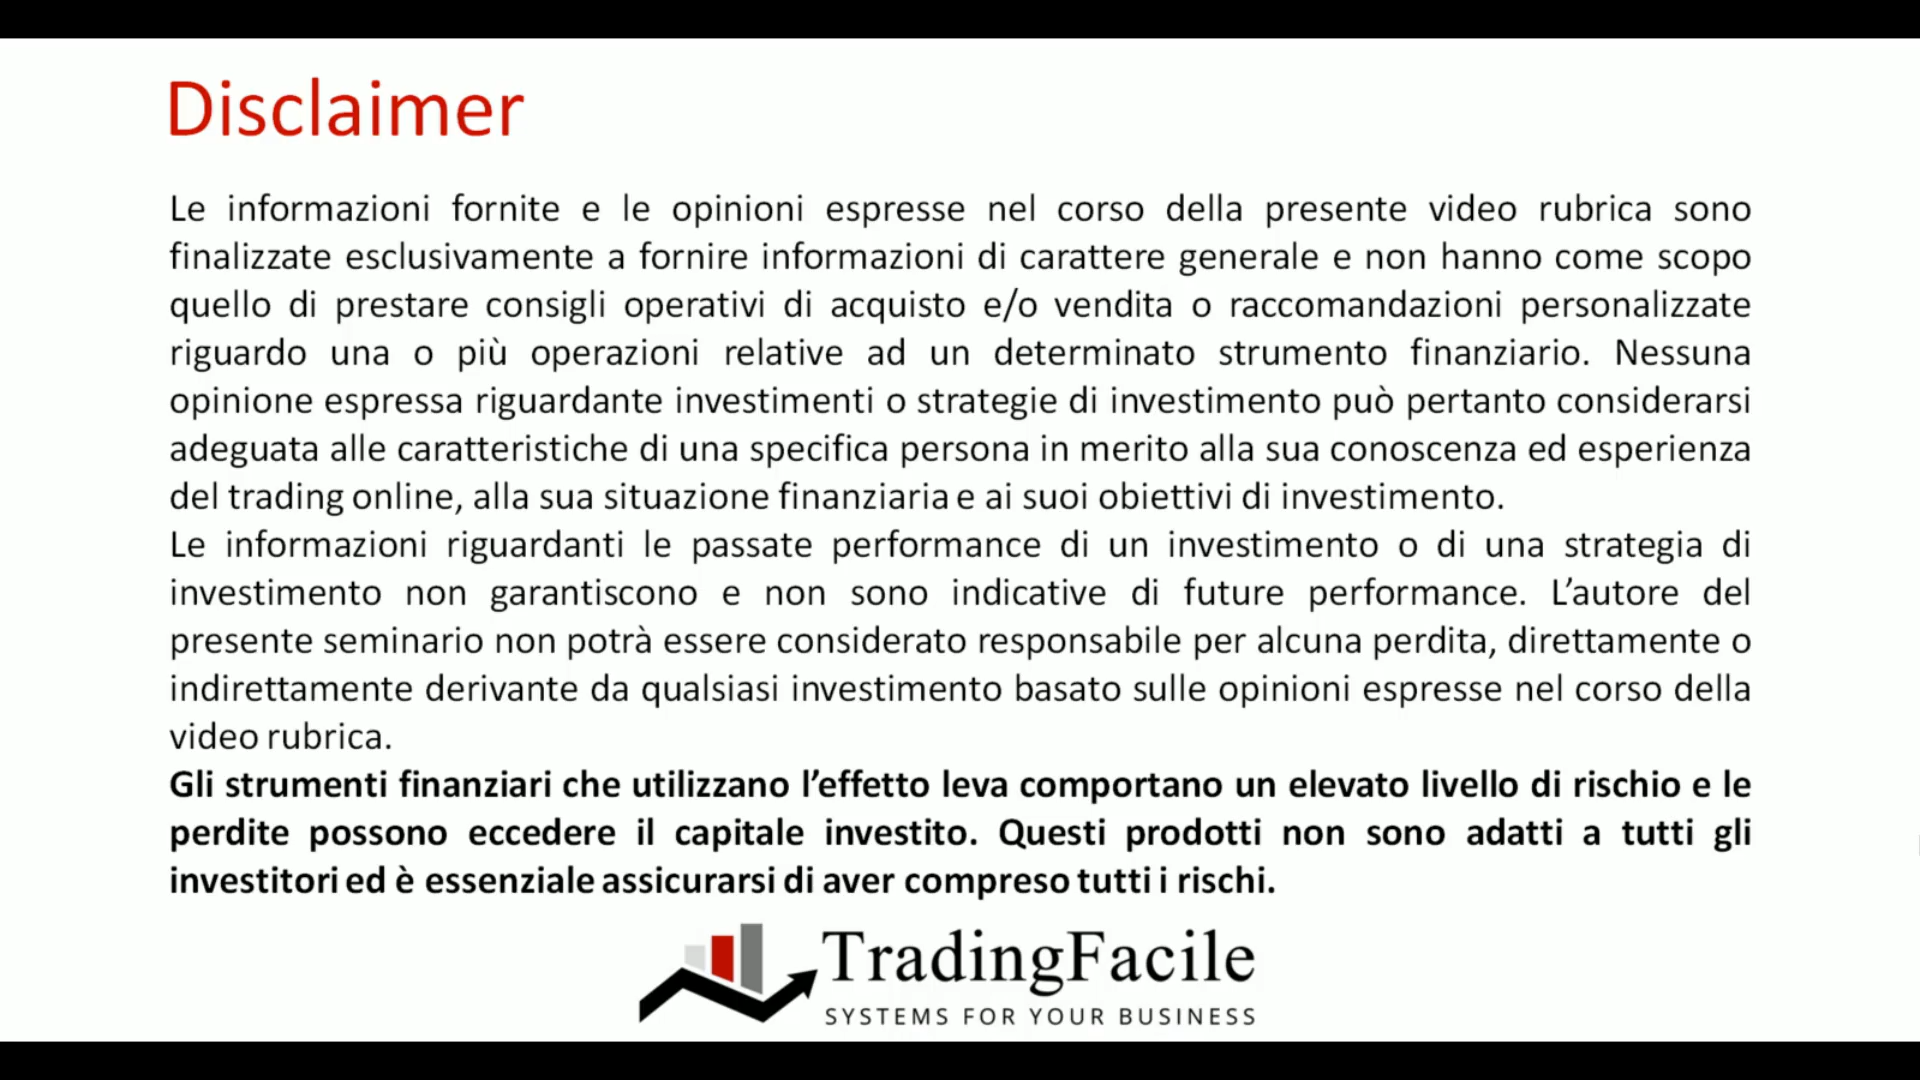 Disclaimer
Le informazioni fornite e le opinioni espresse nel corso della presente video rubrica sono
finalizzate esclusivamente a fornire informazioni di carattere generale e non hanno come scopo
quello di prestare consigli operativi di acquisto e/o vendita o raccomandazioni personalizzate
riguardo una o più operazioni relative ad un determinato strumento finanziario. Nessuna
opinione espressa riguardante investimenti o strategie di investimento può pertanto considerarsi
adeguata alle caratteristiche di una specifica persona in merito alla sua conoscenza ed esperienza
del trading online, alla sua situazione finanziaria e ai suoi obiettivi di investimento.
Le informazioni riguardanti le passate performance di un investimento o di una strategia di
investimento non garantiscono e non sono indicative di future performance. L’autore del
presente seminario non potrà essere considerato responsabile per alcuna perdita, direttamente o
indirettamente derivante da qualsiasi investimento basato sulle opinioni espresse nel corso della
video rubrica.
Gli strumenti finanziari che utilizzano l’effetto leva comportano un elevato livello di rischio e le
perdite possono eccedere il capitale investito. Questi prodotti non sono adatti a tutti gli
investitori ed è essenziale assicurarsi di aver compreso tutti i rischi.
TradingFacile
SYSTEMS FOR YOUR BUSINESS